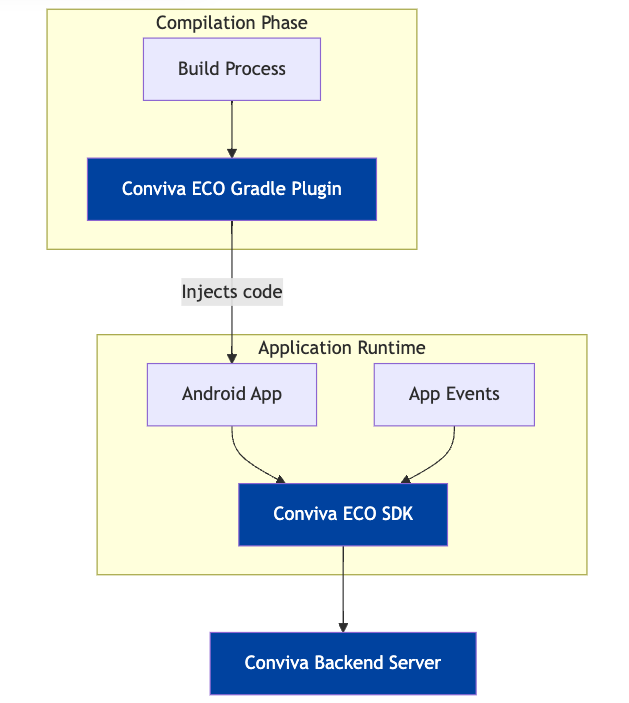 Compilation Phase
Build Process
Conviva ECO Gradle Plugin
Injects code
Application Runtime
Android App
App Events
Conviva ECO SDK
Conviva Backend Server